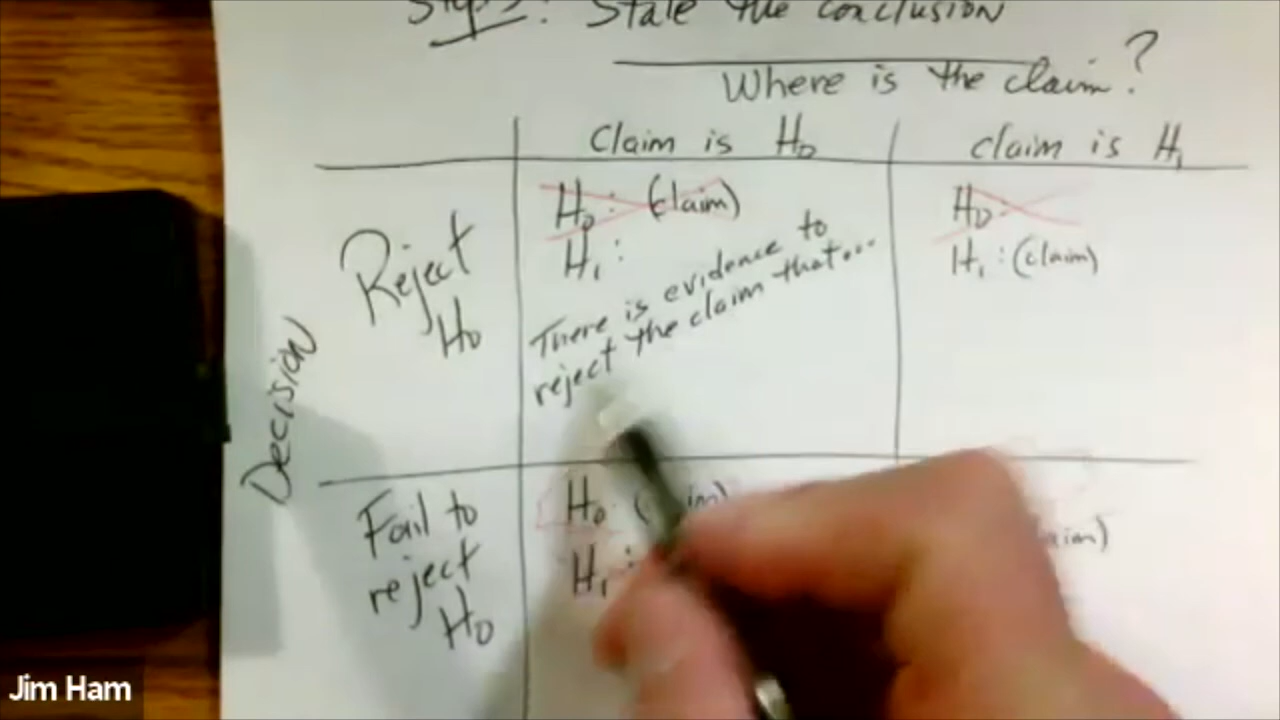 Step 5: State the conclusion
Where is the claim?
Claim is H₀
claim is H₁
Decision
Reject
H₀
H₀: (claim)
H₁:
There is evidence to
reject the claim that...
H₀
H₁: (claim)
Fail to
reject
H₀
H₀
H₁:
Jim Ham